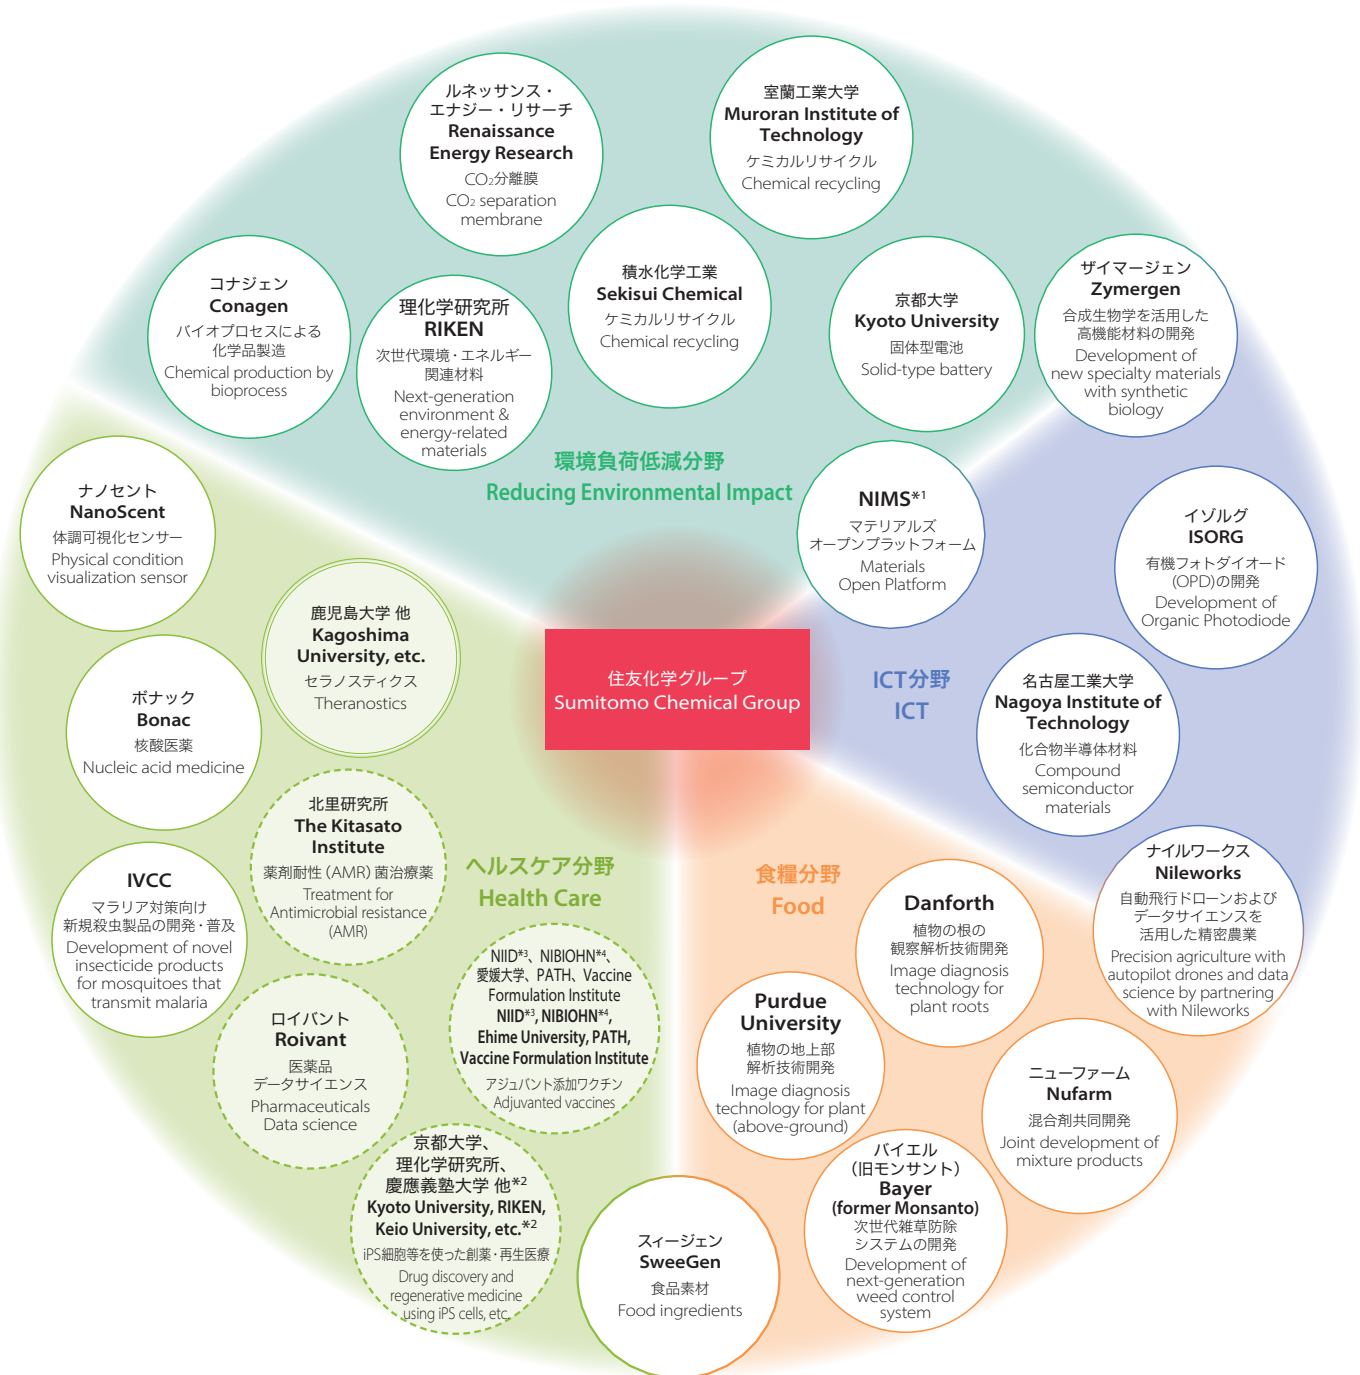 ルネッサンス・
エナジー・リサーチ
Renaissance
Energy Research
CO₂分離膜
CO₂ separation
membrane
室蘭工業大学
Muroran Institute of
Technology
ケミカルリサイクル
Chemical recycling
コナジェン
Conagen
バイオプロセスによる
化学品製造
Chemical production by
bioprocess
理化学研究所
RIKEN
次世代環境・エネルギー
関連材料
Next-generation
environment &
energy-related
materials
積水化学工業
Sekisui Chemical
ケミカルリサイクル
Chemical recycling
京都大学
Kyoto University
固体型電池
Solid-type battery
ザイマージェン
Zymergen
合成生物学を活用した
高機能材料の開発
Development of
new specialty materials
with synthetic
biology
環境負荷低減分野
Reducing Environmental Impact
NIMS*1
マテリアルズ
オープンプラットフォーム
Materials
Open Platform
イゾルグ
ISORG
有機フォトダイオード
(OPD)の開発
Development of
Organic Photodiode
ナノセント
NanoScent
体調可視化センサー
Physical condition
visualization sensor
鹿児島大学 他
Kagoshima
University, etc.
セラノスティクス
Theranostics
住友化学グループ
Sumitomo Chemical Group
ICT分野
ICT
名古屋工業大学
Nagoya Institute of
Technology
化合物半導体材料
Compound
semiconductor
materials
ボナック
Bonac
核酸医薬
Nucleic acid medicine
北里研究所
The Kitasato
Institute
薬剤耐性（AMR）菌治療薬
Treatment for
Antimicrobial resistance
(AMR)
ヘルスケア分野
Health Care
食糧分野
Food
IVCC
マラリア対策向け
新規殺虫製品の開発・普及
Development of novel
insecticide products
for mosquitoes that
transmit malaria
NIID*3、NIBIOHN*4、
愛媛大学、PATH、Vaccine
Formulation Institute
NIID*3, NIBIOHN*4,
Ehime University, PATH,
Vaccine Formulation Institute
アジュバント添加ワクチン
Adjuvanted vaccines
Danforth
植物の根の
観察解析技術開発
Image diagnosis
technology for
plant roots
ナイルワークス
Nileworks
自動飛行ドローンおよび
データサイエンスを
活用した精密農業
Precision agriculture with
autopilot drones and data
science by partnering
with Nileworks
ロイバント
Roivant
医薬品
データサイエンス
Pharmaceuticals
Data science
Purdue
University
植物の地上部
解析技術開発
Image diagnosis
technology for plant
(above-ground)
ニューファーム
Nufarm
混合剤共同開発
Joint development of
mixture products
京都大学、
理化学研究所、
慶應義塾大学 他*2
Kyoto University, RIKEN,
Keio University, etc.*2
iPS細胞等を使った創薬・再生医療
Drug discovery and
regenerative medicine
using iPS cells, etc.
スィージェン
SweeGen
食品素材
Food ingredients
バイエル
（旧モンサント）
Bayer
(former Monsanto)
次世代雑草防除
システムの開発
Development of
next-generation
weed control
system